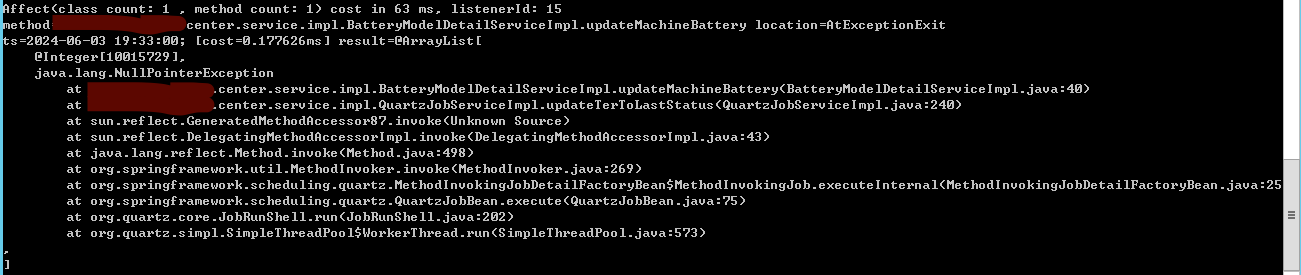 Affect(class count: 1 , method count: 1) cost in 63 ms, listenerId: 15
method center.service.impl.BatteryModelDetailServiceImpl.updateMachineBattery location=AtExceptionExit
ts=2024-06-03 19:33:00; [cost=0.177626ms] result=@ArrayList[
    @Integer[10015729],
    java.lang.NullPointerException
        at .center.service.impl.BatteryModelDetailServiceImpl.updateMachineBattery(BatteryModelDetailServiceImpl.java:40)
        at .center.service.impl.QuartzJobServiceImpl.updateTerToLastStatus(QuartzJobServiceImpl.java:240)
        at sun.reflect.GeneratedMethodAccessor87.invoke(Unknown Source)
        at sun.reflect.DelegatingMethodAccessorImpl.invoke(DelegatingMethodAccessorImpl.java:43)
        at java.lang.reflect.Method.invoke(Method.java:498)
        at org.springframework.util.MethodInvoker.invoke(MethodInvoker.java:269)
        at org.springframework.scheduling.quartz.MethodInvokingJobDetailFactoryBean$MethodInvokingJob.executeInternal(MethodInvokingJobDetailFactoryBean.java:25
        at org.springframework.scheduling.quartz.QuartzJobBean.execute(QuartzJobBean.java:75)
        at org.quartz.core.JobRunShell.run(JobRunShell.java:202)
        at org.quartz.simpl.SimpleThreadPool$WorkerThread.run(SimpleThreadPool.java:573)
,
]